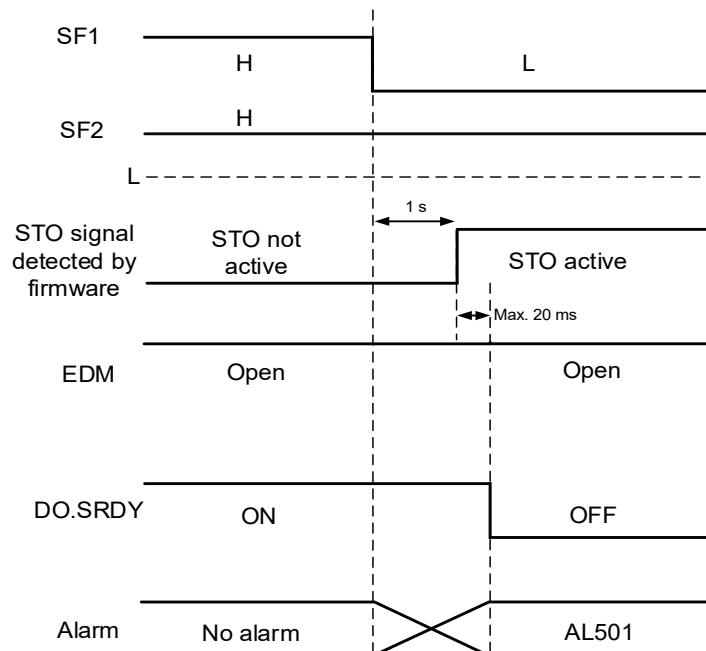 SF1
H
L
SF2
H
L
1 s
STO signal
detected by
firmware
STO not
active
STO active
Max. 20 ms
EDM
Open
Open
DO.SRDY
ON
OFF
Alarm
No alarm
AL501